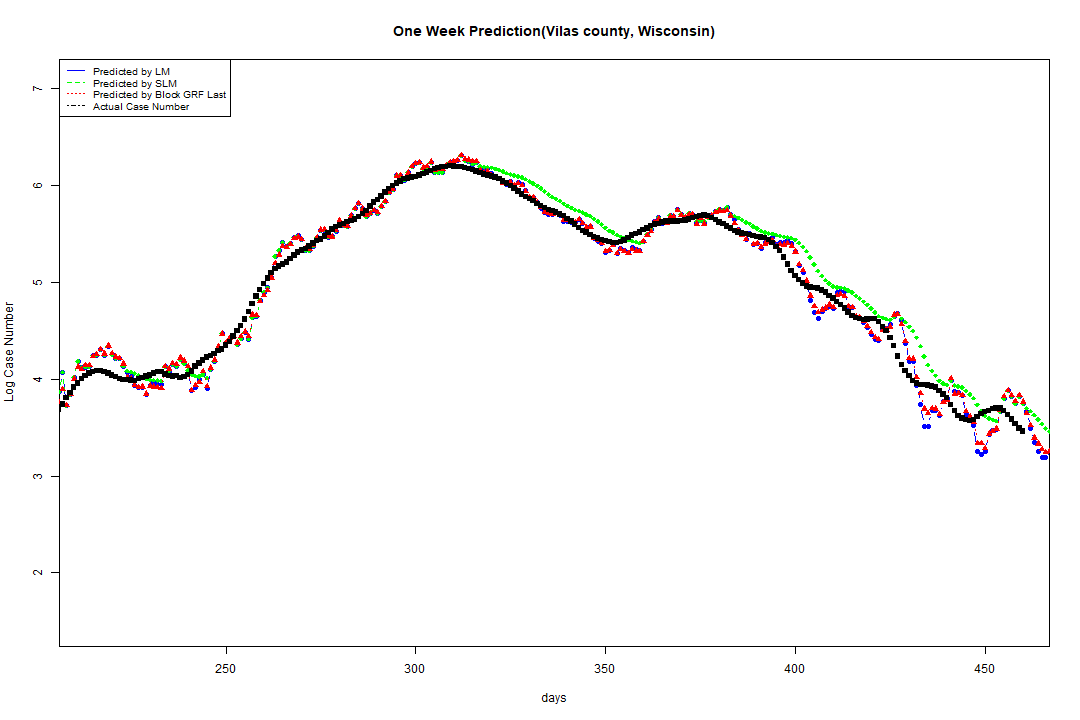 One Week Prediction(Vilas county, Wisconsin)
Predicted by LM
Predicted by SLM
Predicted by Block GRF Last
Actual Case Number
7
6
5
4
3
2
Log Case Number
250 300 350 400 450
days